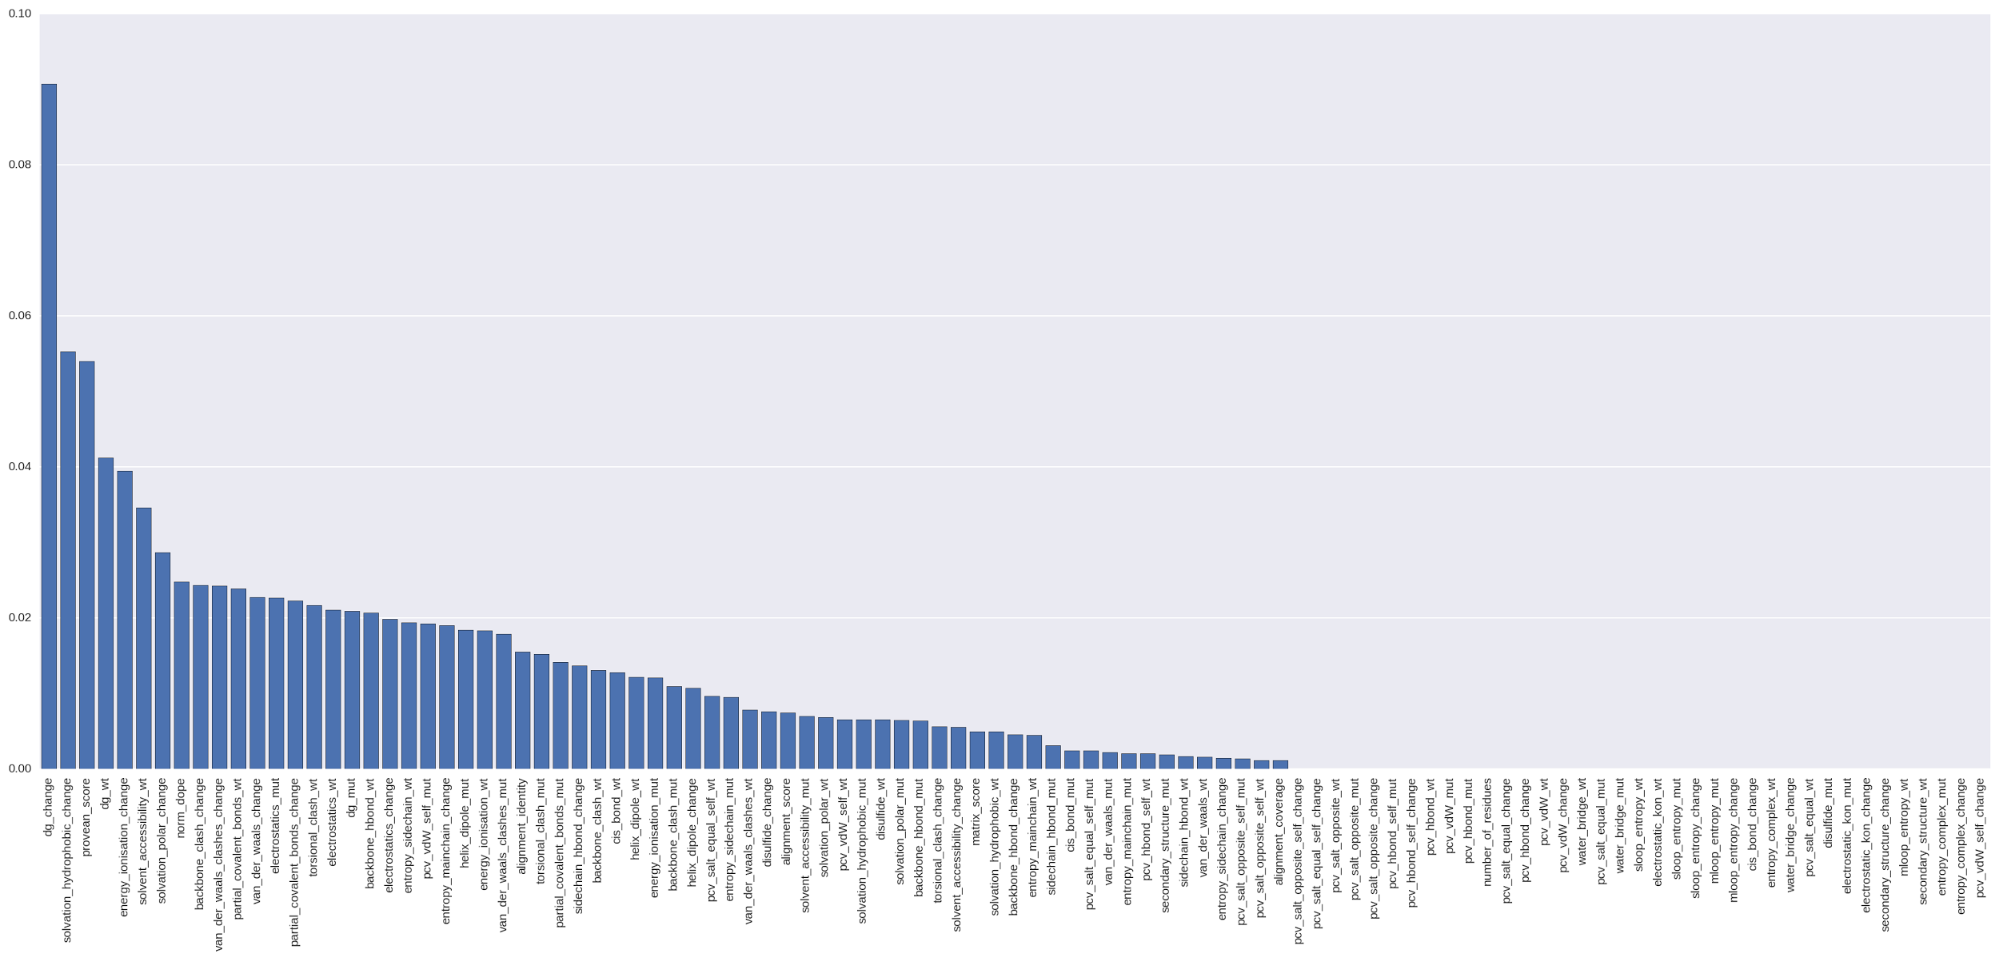 0.10
0.08
0.06
0.04
0.02
0.00
dg_change
solvation_hydrophobic_change
provean_score
dg_wt
energy_ionisation_change
solvent_accessibility_wt
solvation_polar_change
norm_dope
backbone_clash_change
van_der_waals_clashes_change
partial_covalent_bonds_wt
van_der_waals_change
electrostatics_mut
partial_covalent_bonds_change
torsional_clash_wt
electrostatics_wt
dg_mut
backbone_hbond_wt
electrostatics_change
entropy_sidechain_wt
pcv_vdW_self_mut
entropy_mainchain_change
helix_dipole_mut
energy_ionisation_wt
van_der_waals_clashes_mut
alignment_identity
torsional_clash_mut
partial_covalent_bonds_mut
sidechain_hbond_change
backbone_clash_wt
cis_bond_wt
helix_dipole_wt
energy_ionisation_mut
backbone_clash_mut
helix_dipole_change
pcv_salt_equal_self_wt
entropy_sidechain_mut
van_der_waals_clashes_wt
disulfide_change
alignment_score
solvent_accessibility_mut
solvation_polar_wt
pcv_vdW_self_wt
solvation_hydrophobic_mut
disulfide_wt
solvation_polar_mut
backbone_hbond_mut
torsional_clash_change
solvent_accessibility_change
matrix_score
solvation_hydrophobic_wt
backbone_hbond_change
entropy_mainchain_wt
sidechain_hbond_mut
cis_bond_mut
pcv_salt_equal_self_mut
van_der_waals_mut
entropy_mainchain_mut
pcv_hbond_self_wt
secondary_structure_mut
sidechain_hbond_wt
van_der_waals_wt
entropy_sidechain_change
pcv_salt_opposite_self_mut
pcv_salt_opposite_self_wt
alignment_coverage
pcv_salt_opposite_self_change
pcv_salt_equal_self_change
pcv_salt_opposite_wt
pcv_salt_opposite_mut
pcv_salt_opposite_change
pcv_hbond_self_mut
pcv_hbond_self_change
pcv_hbond_wt
pcv_vdW_mut
pcv_hbond_mut
number_of_residues
pcv_salt_equal_change
pcv_hbond_change
pcv_vdW_wt
pcv_vdW_change
water_bridge_wt
pcv_salt_equal_mut
water_bridge_mut
sloop_entropy_wt
electrostatic_kon_wt
sloop_entropy_mut
sloop_entropy_change
mloop_entropy_mut
mloop_entropy_change
cis_bond_change
entropy_complex_wt
water_bridge_change
pcv_salt_equal_wt
disulfide_mut
electrostatic_kon_mut
electrostatic_kon_change
secondary_structure_change
mloop_entropy_wt
secondary_structure_wt
entropy_complex_mut
entropy_complex_change
pcv_vdW_self_change